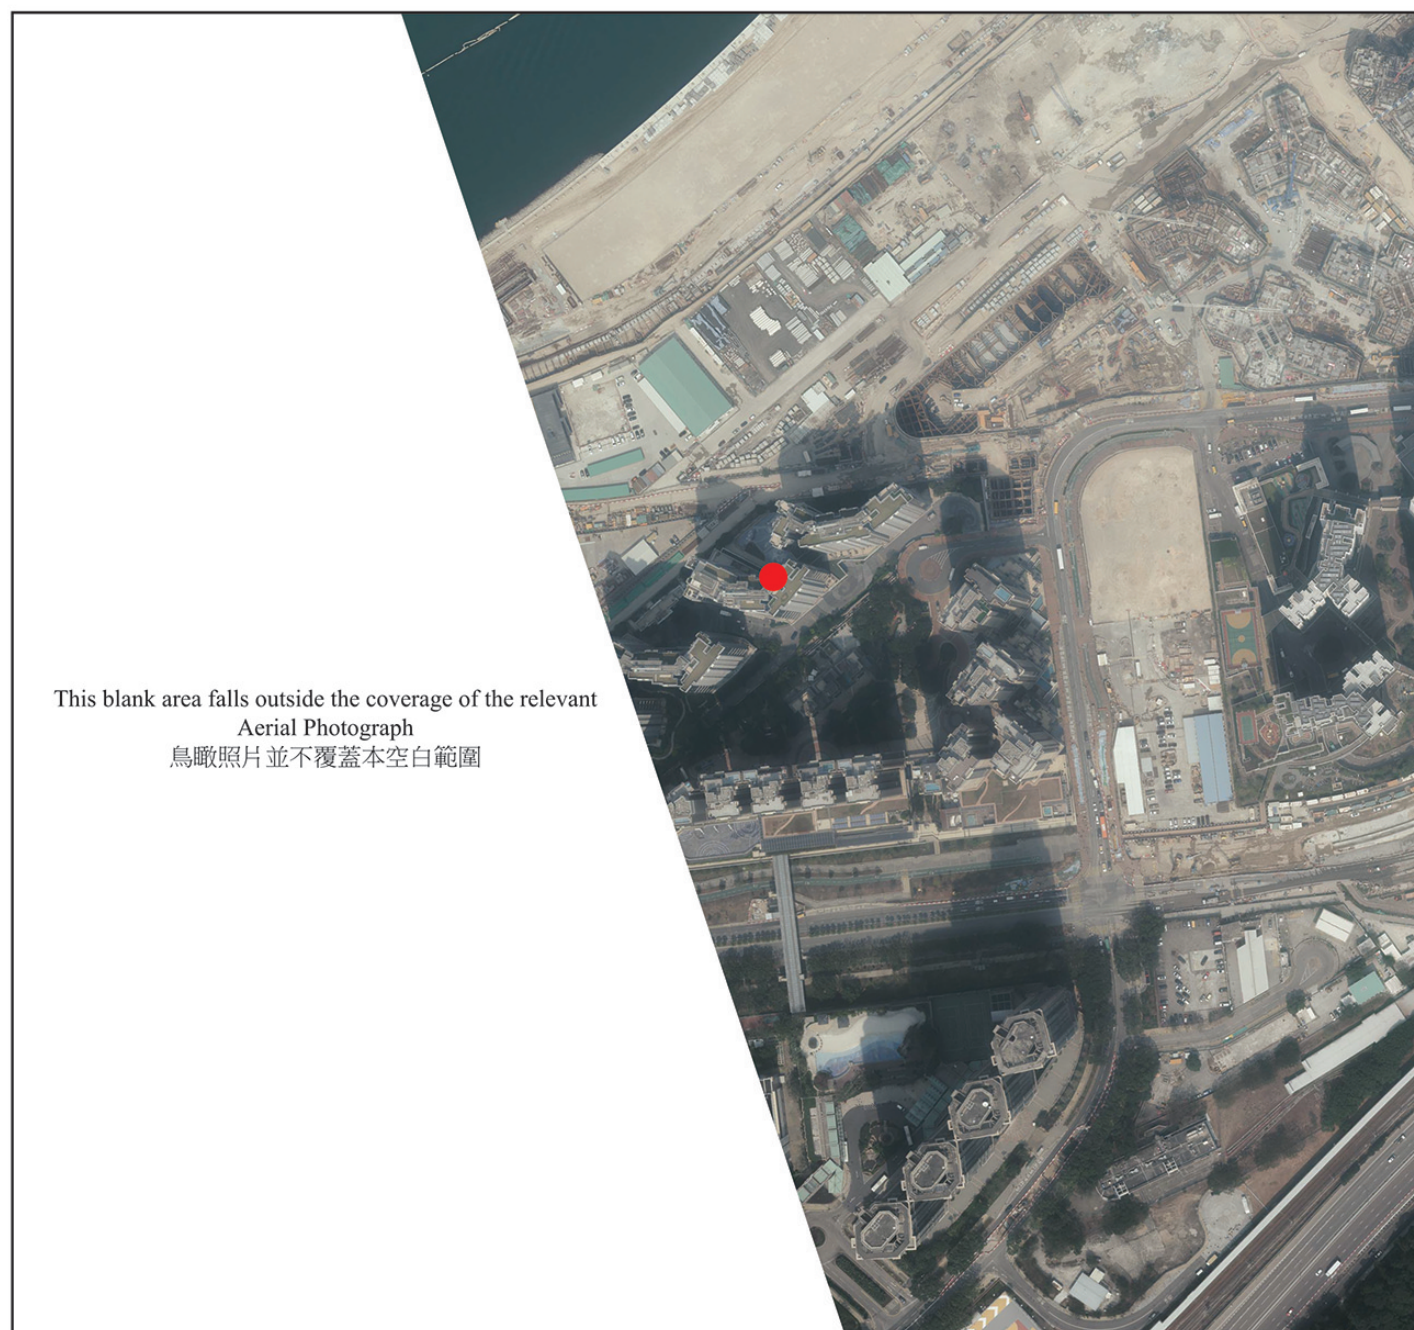 This blank area falls outside the coverage of the relevant
Aerial Photograph
鳥瞰照片並不覆蓋本空白範圍